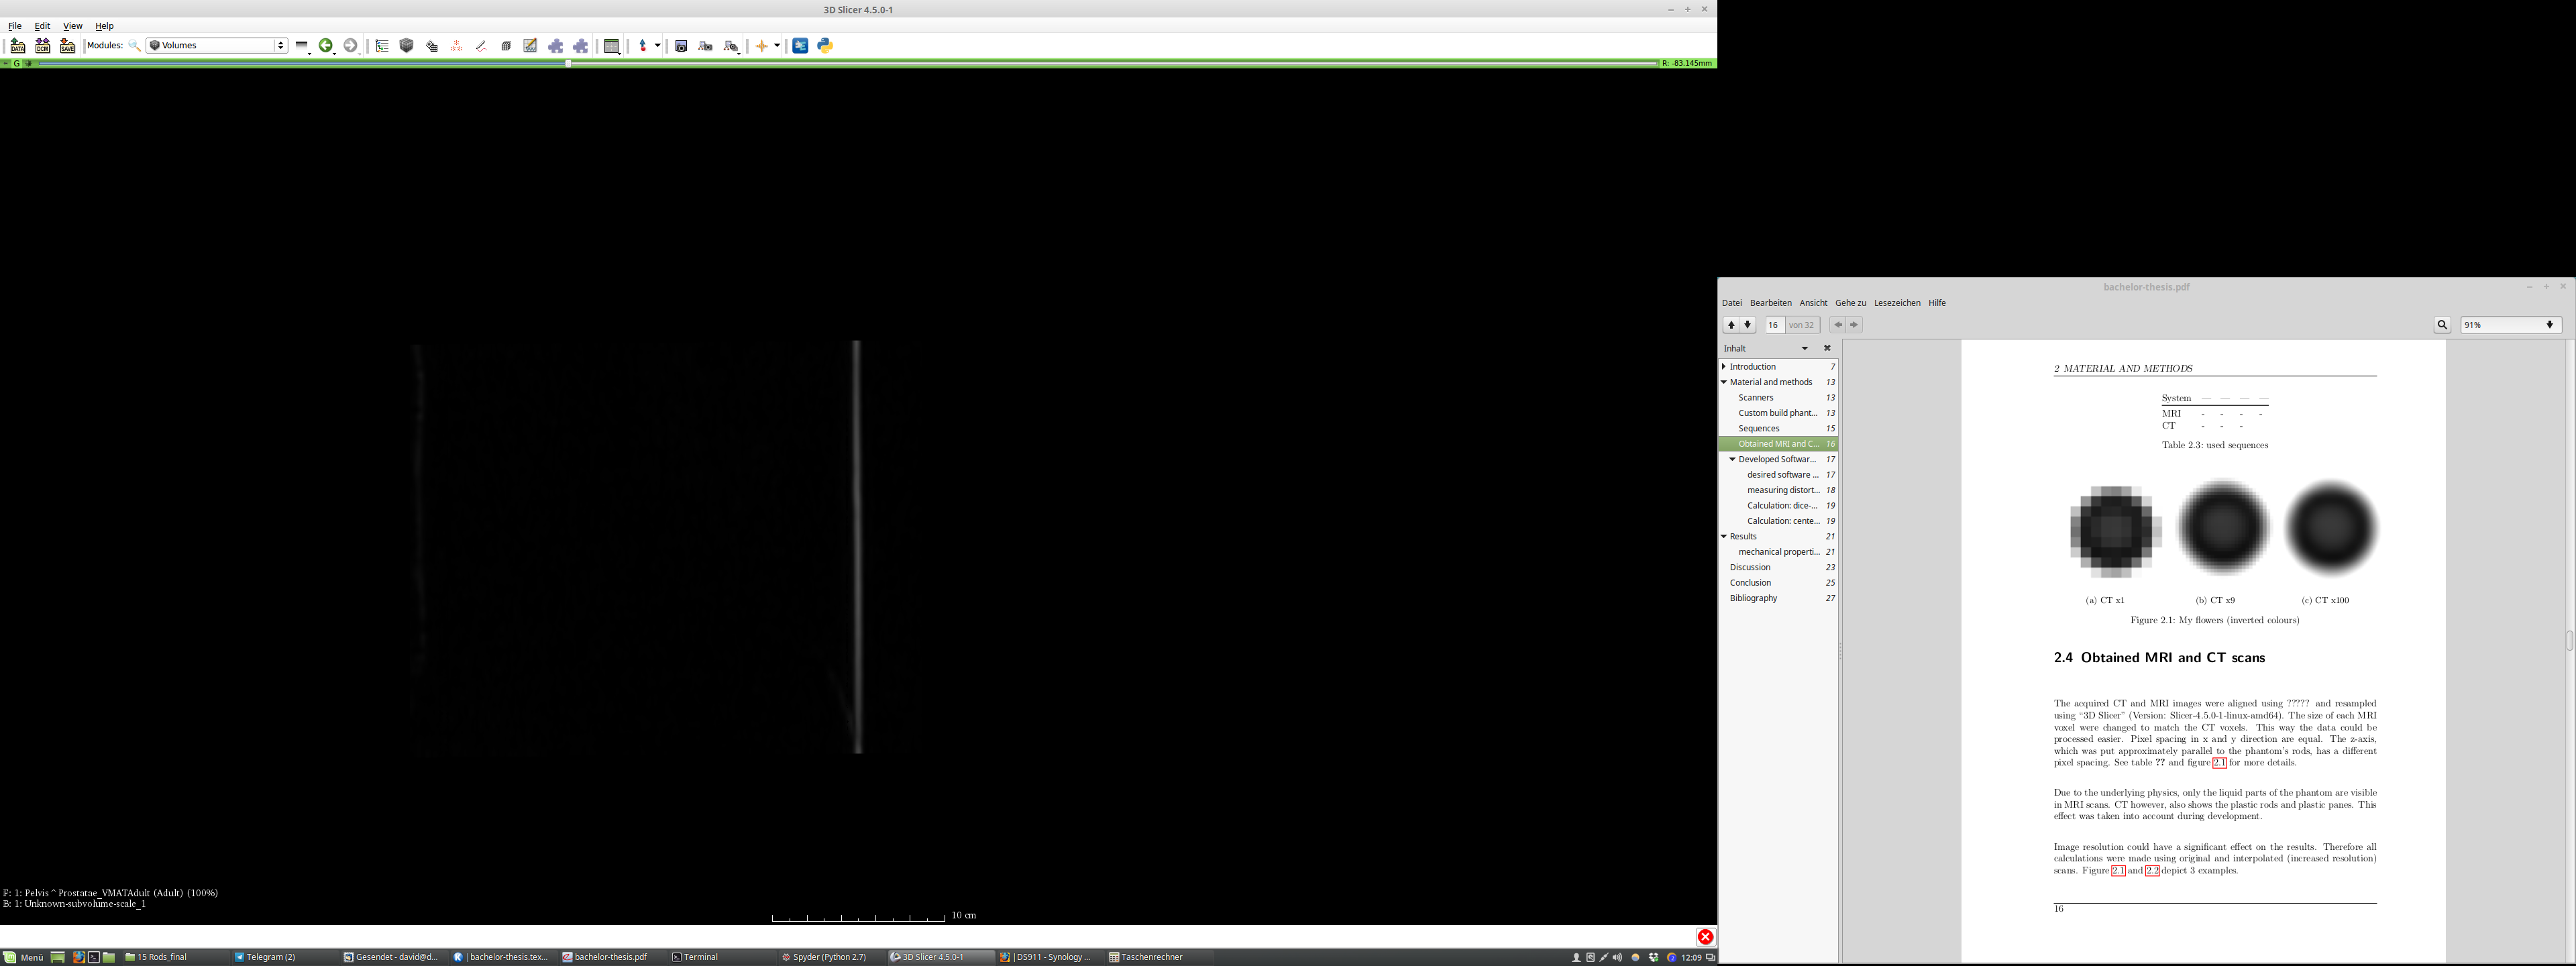 3D Slicer 4.5.0-1
File Edit View Help
DATA DCM SAVE Modules: Volumes
G R: -83.145mm
F: 1: Pelvis^Prostatae_VMATAdult (Adult) (100%)
B: 1: Unknown-subvolume-scale_1
10 cm
Menü 15 Rods_final Telegram (2) Gesendet - david@d... |bachelor-thesis.tex... bachelor-thesis.pdf Terminal Spyder (Python 2.7) 3D Slicer 4.5.0-1 |DS911 - Synology ... Taschenrechner 12:09
bachelor-thesis.pdf
Datei Bearbeiten Ansicht Gehe zu Lesezeichen Hilfe
16 von 32 91%
Inhalt
Introduction 7
Material and methods 13
Scanners 13
Custom build phant... 13
Sequences 15
Obtained MRI and C... 16
Developed Softwar... 17
desired software ... 17
measuring distort... 18
Calculation: dice-... 19
Calculation: cente... 19
Results 21
mechanical properti... 21
Discussion 23
Conclusion 25
Bibliography 27
2 MATERIAL AND METHODS
System — — — —
MRI - - - -
CT - - -
Table 2.3: used sequences
(a) CT x1 (b) CT x9 (c) CT x100
Figure 2.1: My flowers (inverted colours)
2.4 Obtained MRI and CT scans
The acquired CT and MRI images were aligned using ????? and resampled
using “3D Slicer” (Version: Slicer-4.5.0-1-linux-amd64). The size of each MRI
voxel were changed to match the CT voxels. This way the data could be
processed easier. Pixel spacing in x and y direction are equal. The z-axis,
which was put approximately parallel to the phantom's rods, has a different
pixel spacing. See table ?? and figure 2.1 for more details.
Due to the underlying physics, only the liquid parts of the phantom are visible
in MRI scans. CT however, also shows the plastic rods and plastic panes. This
effect was taken into account during development.
Image resolution could have a significant effect on the results. Therefore all
calculations were made using original and interpolated (increased resolution)
scans. Figure 2.1 and 2.2 depict 3 examples.
16